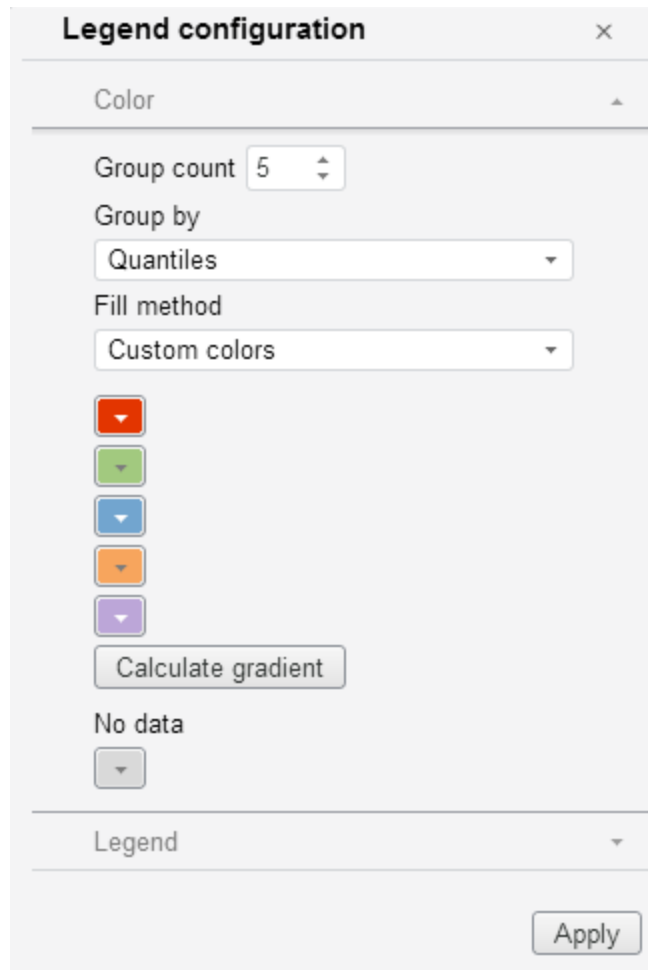 Legend configuration ×
Color
Group count 5
Group by
Quantiles
Fill method
Custom colors
Calculate gradient
No data
Legend
Apply